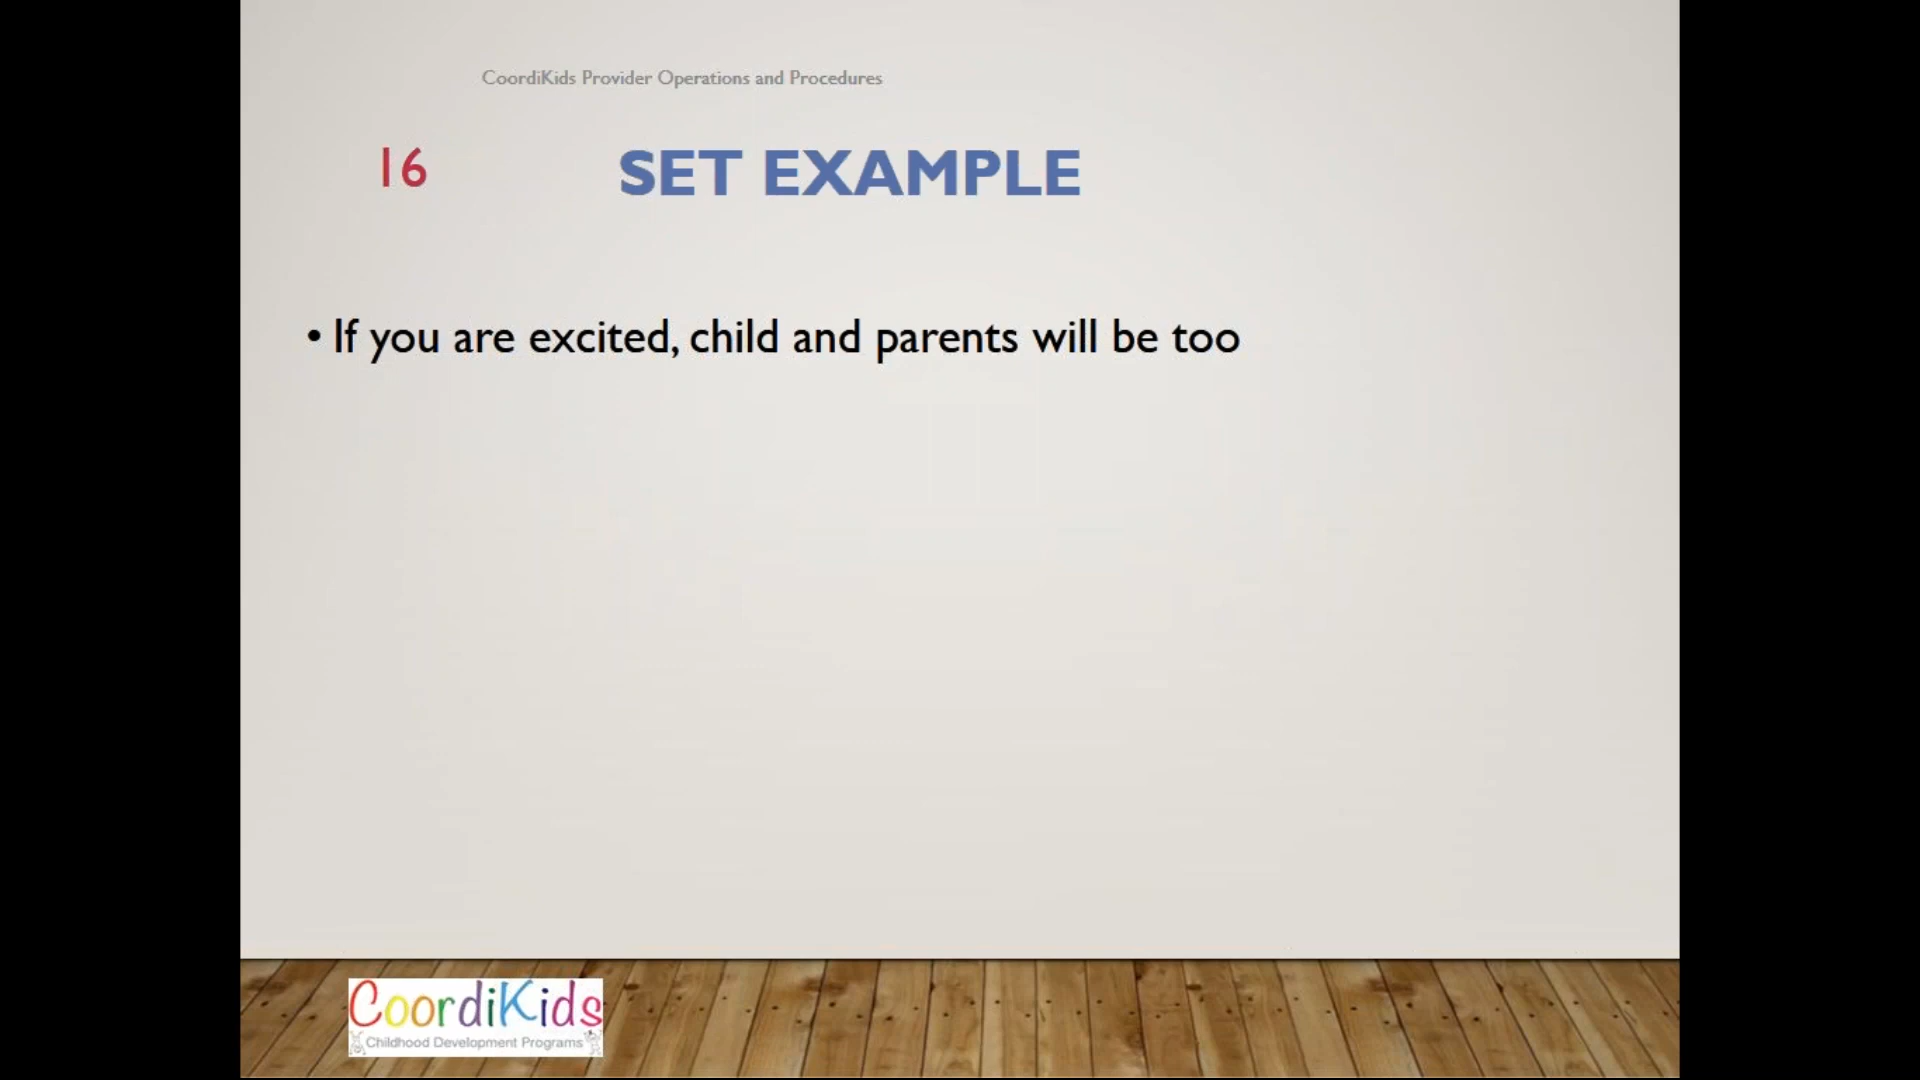 CoordiKids Provider Operations and Procedures
16
SET EXAMPLE
• If you are excited, child and parents will be too
CoordiKids
Childhood Development Programs